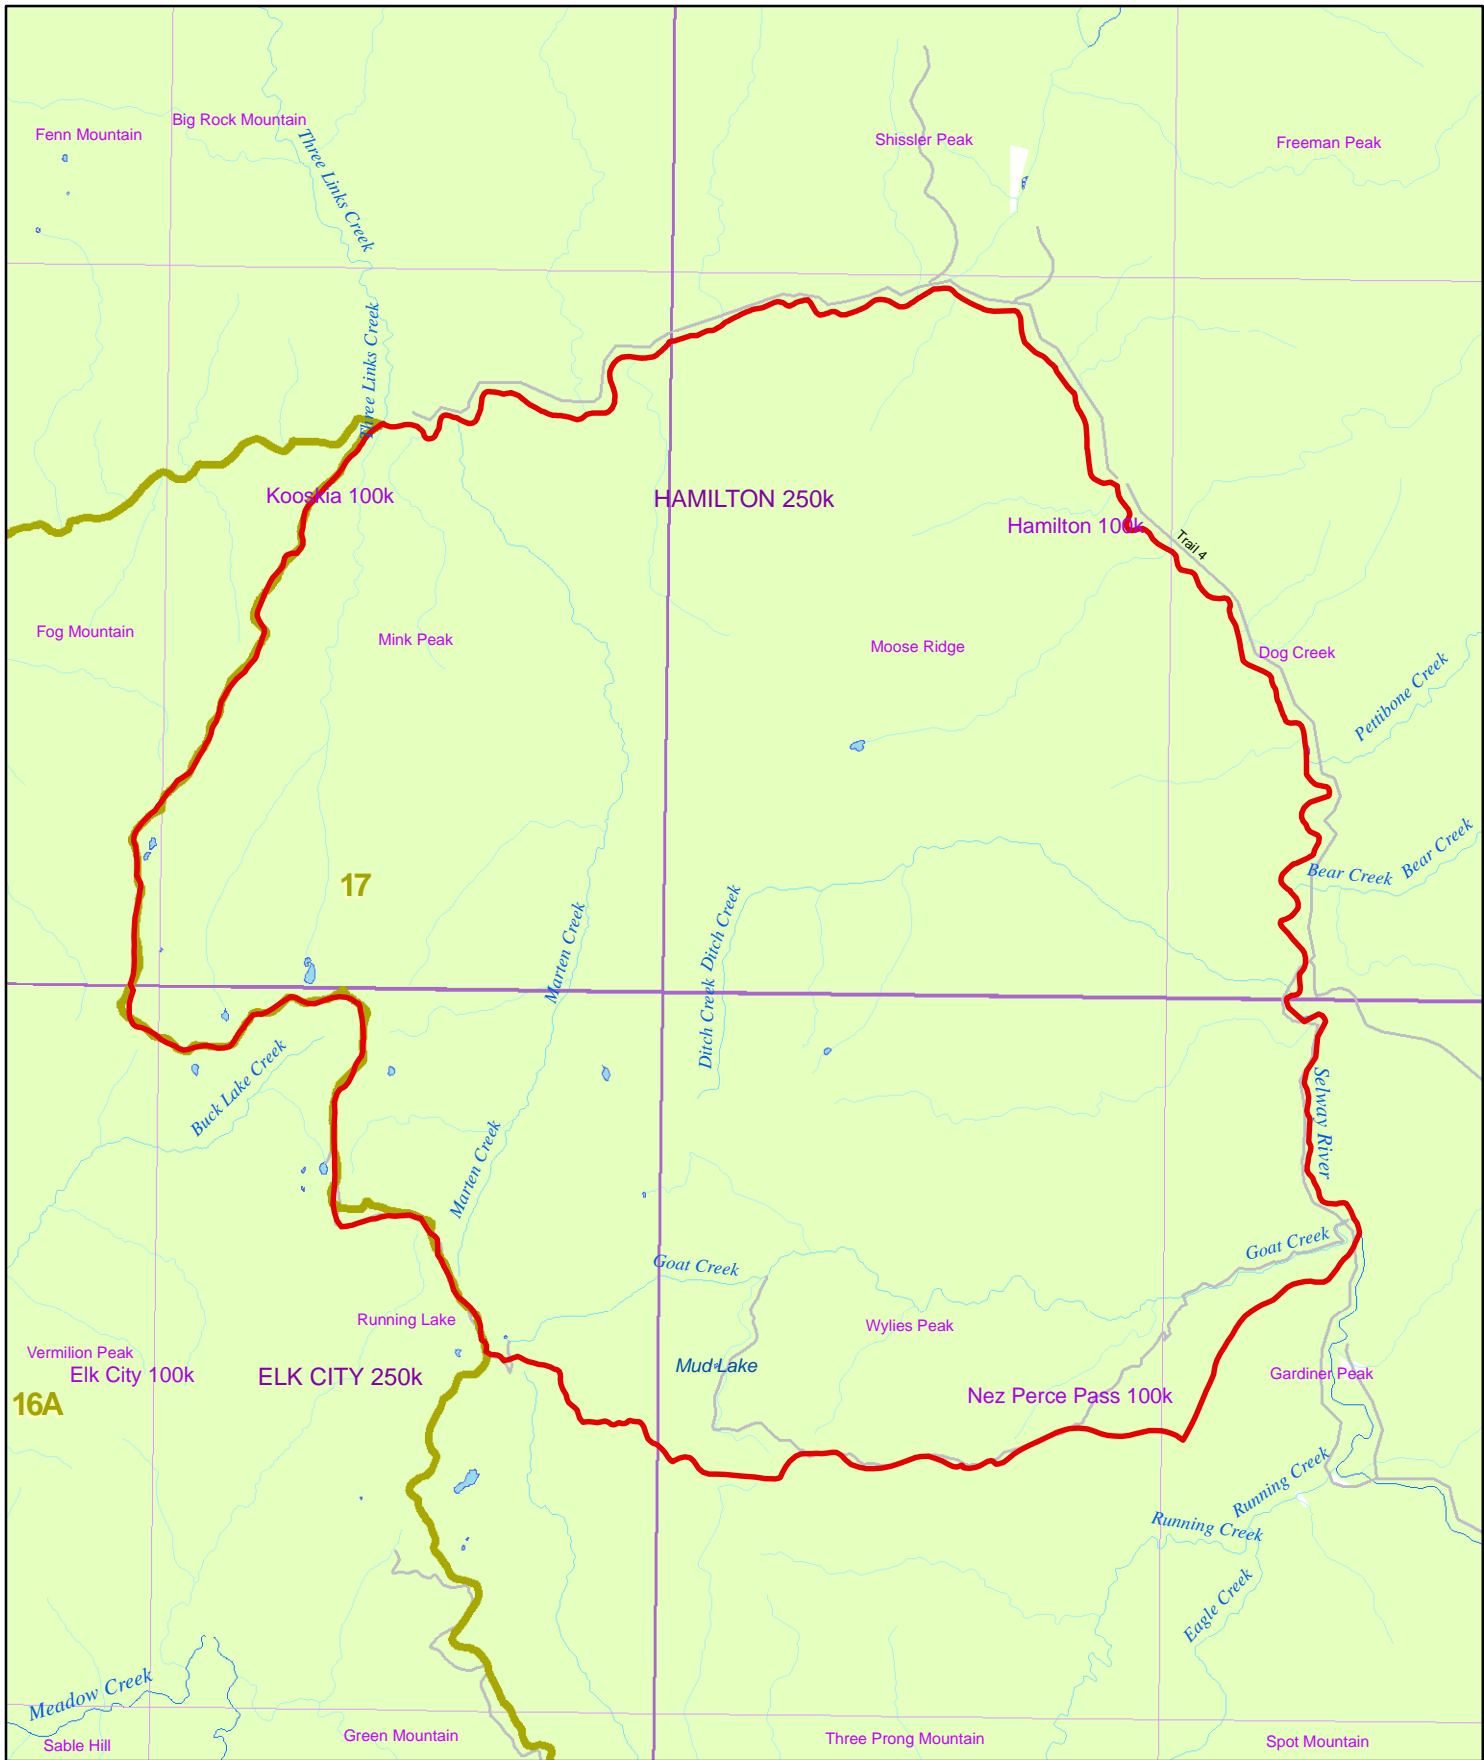 Big Rock Mountain
Fenn Mountain
Shissler Peak
Freeman Peak
Three Links Creek
Three Links Creek
Kooskia 100k
HAMILTON 250k
Hamilton 100k
Trail 4
Fog Mountain
Mink Peak
Moose Ridge
Dog Creek
Pettibone Creek
Bear Creek
Bear Creek
17
Marten Creek
Ditch Creek
Ditch Creek
Buck Lake Creek
Selway River
Marten Creek
Goat Creek
Goat Creek
Running Lake
Wylies Peak
Vermilion Peak
Elk City 100k
ELK CITY 250k
Mud Lake
Gardiner Peak
Nez Perce Pass 100k
16A
Running Creek
Running Creek
Eagle Creek
Meadow Creek
Sable Hill
Green Mountain
Three Prong Mountain
Spot Mountain